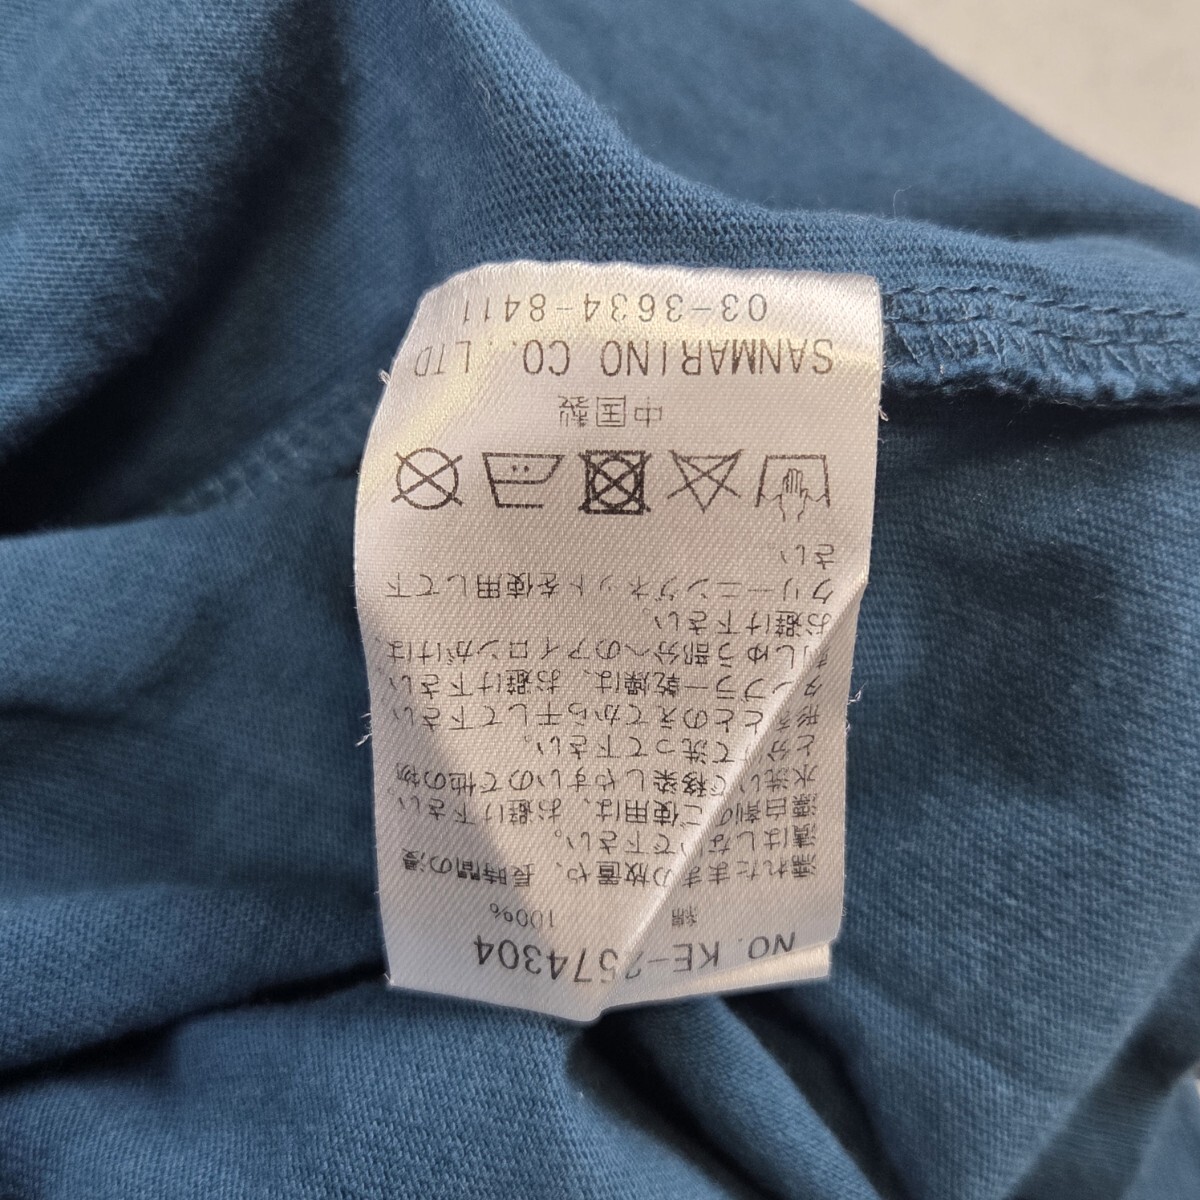 NO. KE-2574304
綿 100%
濡れたままの放置や、長時間の浸
漬はしないで下さい。
漂白剤のご使用は、お避け下さい。
水洗いで移染しやすいので他の物
と分けて洗って下さい。
形をととのえてから干して下さい
タンブラー乾燥は、お避け下さい
刺しゅう部分へのアイロンがけは
お避け下さい。
クリーニングネットを使用して下
さい。
中国製
SANMARINO CO.,LTD
03-3634-8411